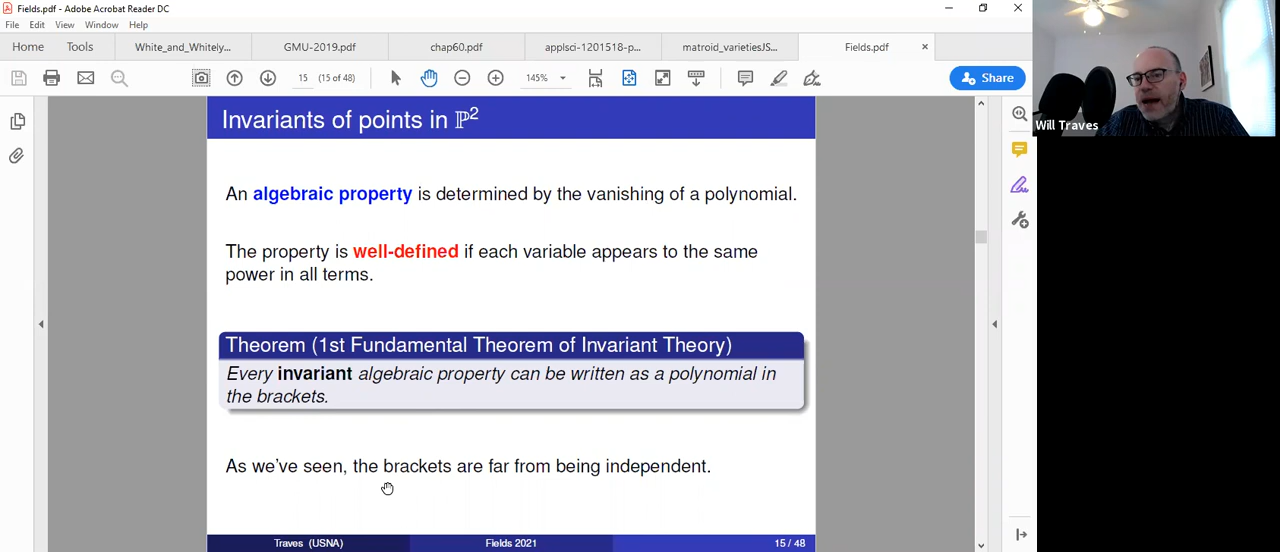 Fields.pdf - Adobe Acrobat Reader DC
File Edit View Window Help
Home Tools White_and_Whitely,... GMU-2019.pdf chap60.pdf applsci-1201518-p... matroid_varietiesJS... Fields.pdf ×
15 (15 of 48) 145% Share
Will Traves
Invariants of points in ℙ²
An algebraic property is determined by the vanishing of a polynomial.
The property is well-defined if each variable appears to the same
power in all terms.
Theorem (1st Fundamental Theorem of Invariant Theory)
Every invariant algebraic property can be written as a polynomial in
the brackets.
As we've seen, the brackets are far from being independent.
Traves (USNA) Fields 2021 15 / 48